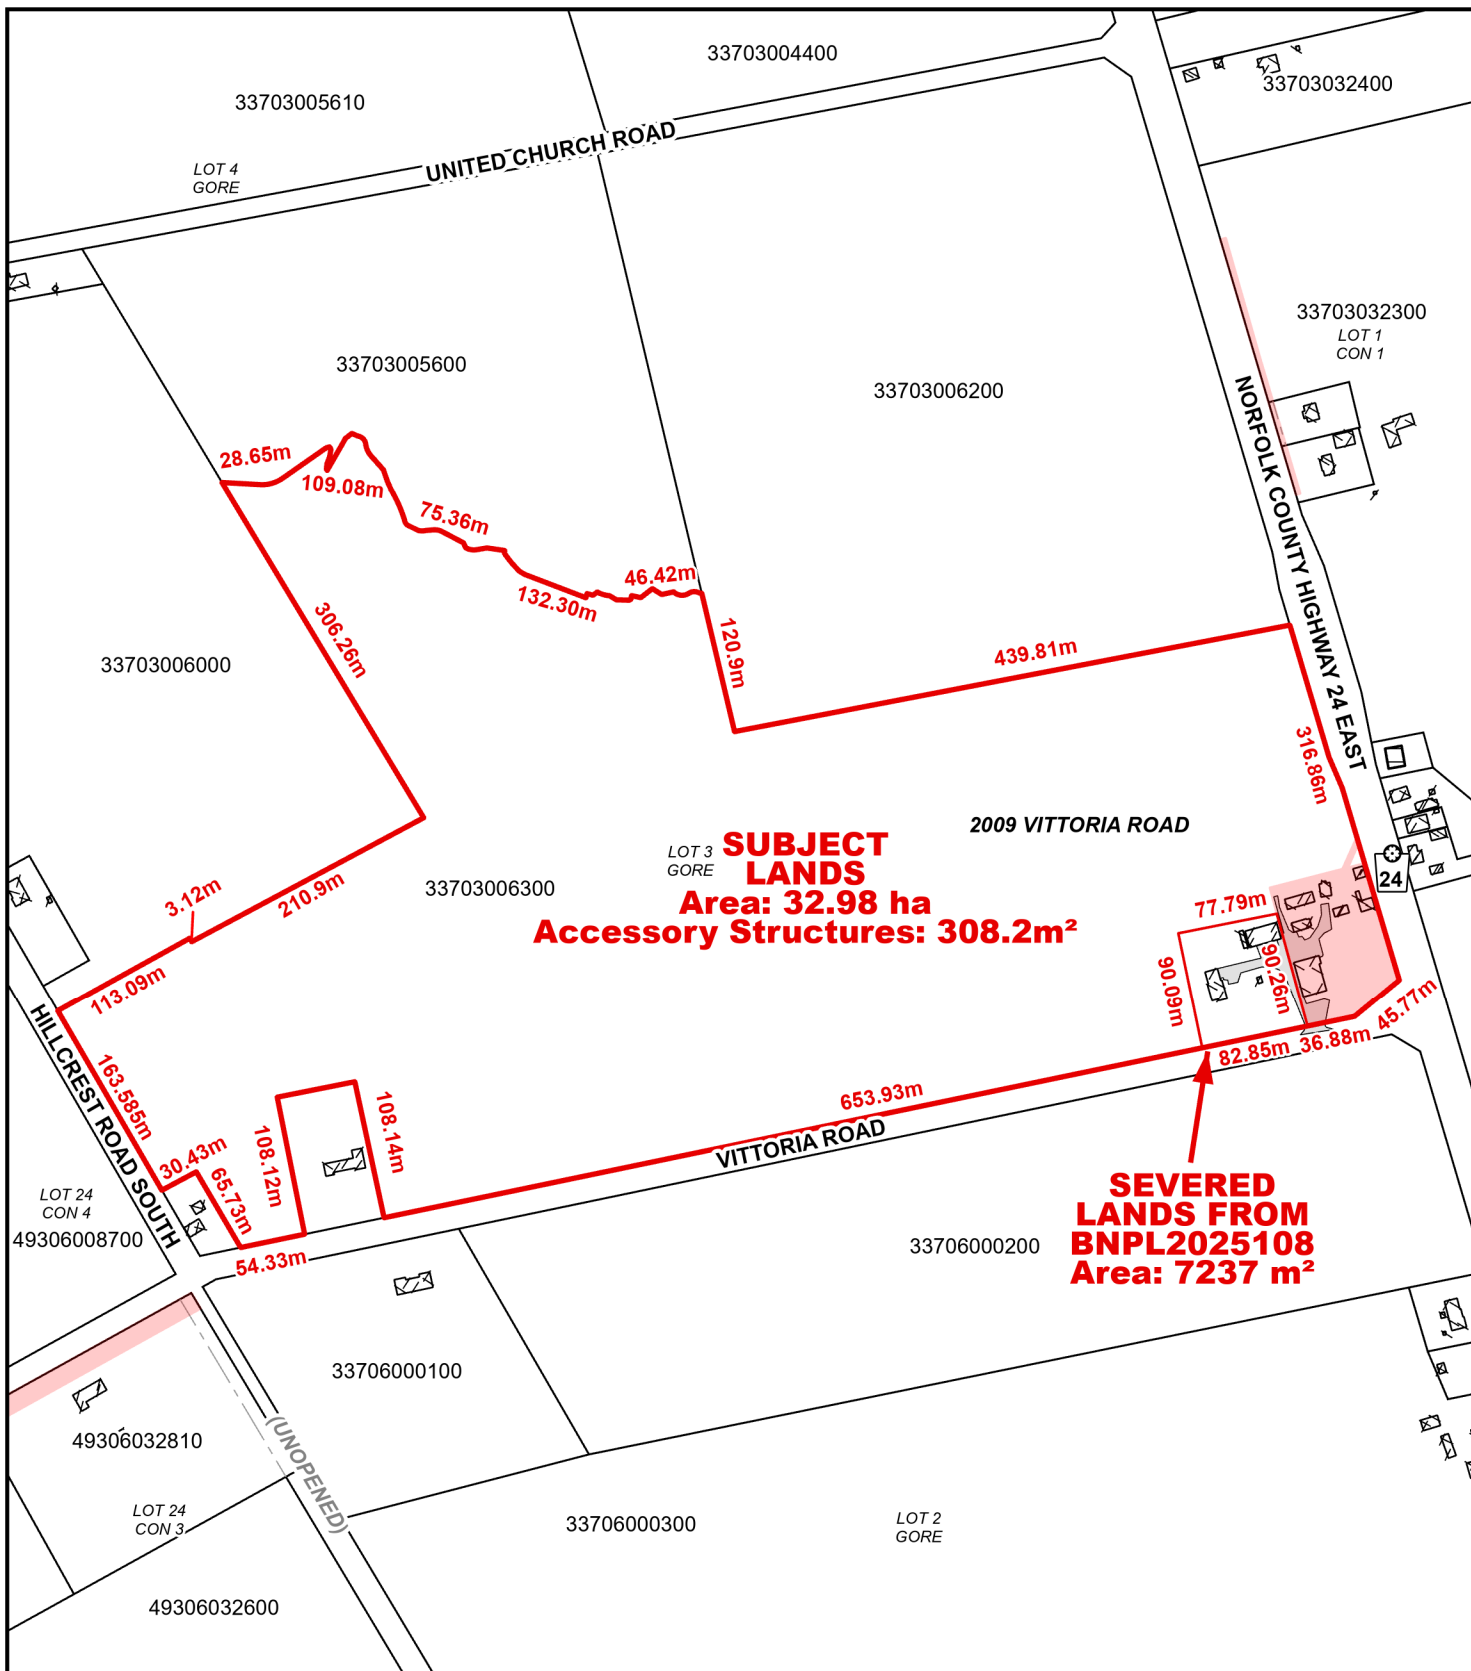 33703004400
33703005610
33703032400
UNITED CHURCH ROAD
LOT 4
GORE
33703032300
LOT 1
CON 1
33703005600
33703006200
NORFOLK COUNTY HIGHWAY 24 EAST
28.65m
109.08m
75.36m
132.30m
46.42m
120.9m
439.81m
306.26m
33703006000
316.86m
2009 VITTORIA ROAD
LOT 3
GORE
SUBJECT
LANDS
Area: 32.98 ha
Accessory Structures: 308.2m²
33703006300
24
3.12m
210.9m
77.79m
90.09m
90.26m
113.09m
45.77m
36.88m
82.85m
HILLCREST ROAD SOUTH
163.585m
653.93m
108.14m
108.12m
VITTORIA ROAD
30.43m
65.73m
54.33m
LOT 24
CON 4
49306008700
SEVERED
LANDS FROM
BNPL2025108
Area: 7237 m²
33706000200
33706000100
49306032810
(UNOPENED)
LOT 24
CON 3
33706000300
LOT 2
GORE
49306032600